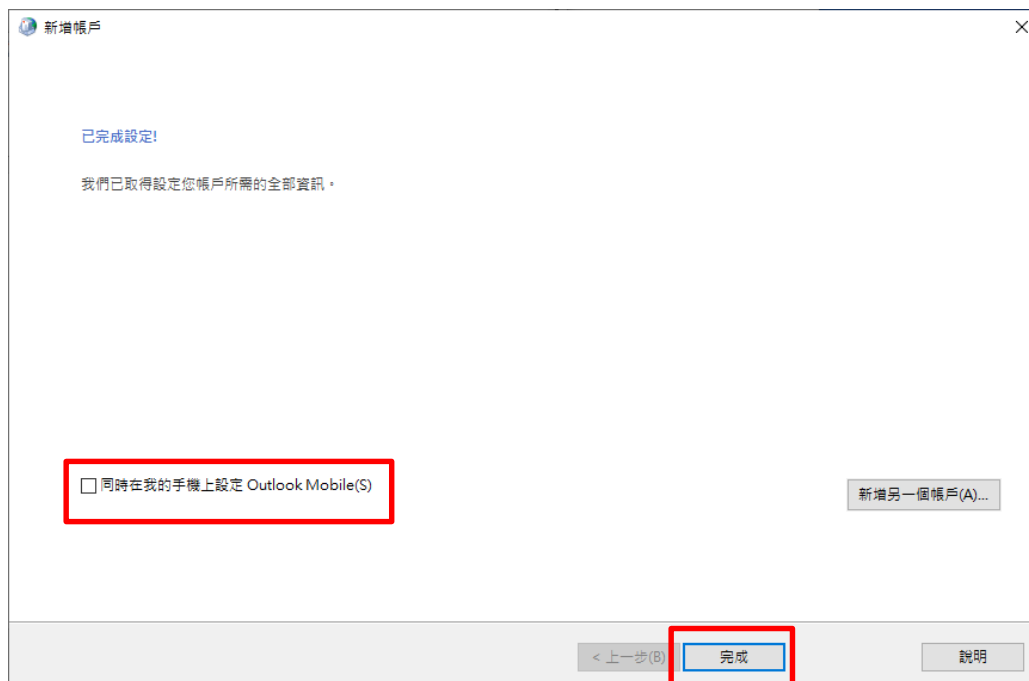 新增帳戶
已完成設定!
我們已取得設定您帳戶所需的全部資訊。
同時在我的手機上設定 Outlook Mobile(S)
新增另一個帳戶(A)...
< 上一步(B)
完成
說明